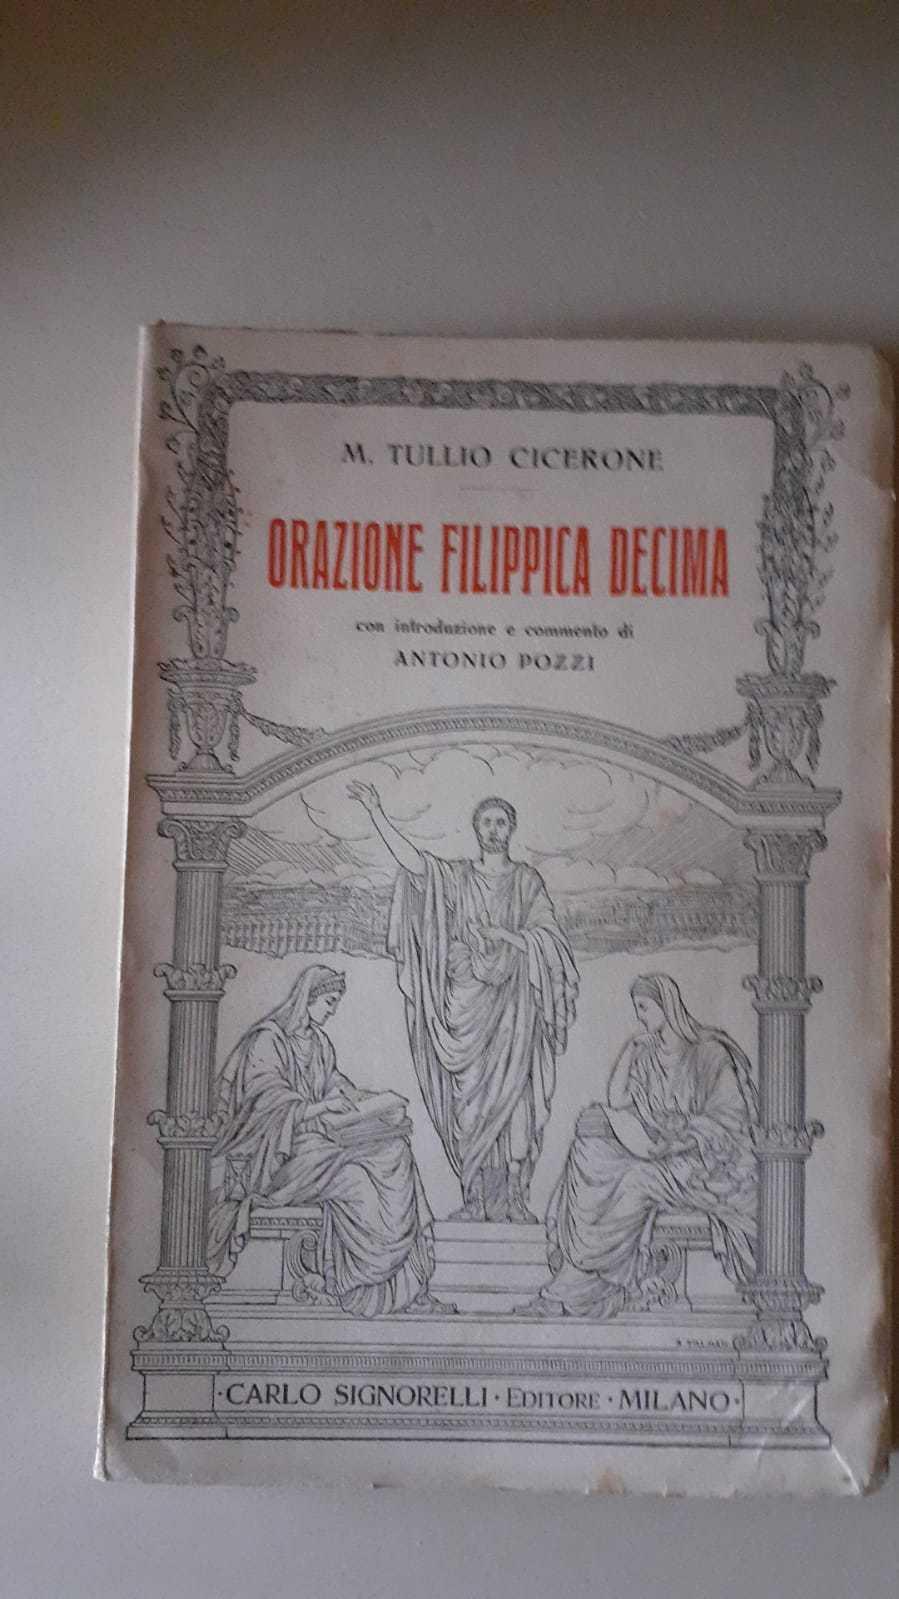 M. TULLIO CICERONE
ORAZIONE FILIPPICA DECIMA
con introduzione e commento di
ANTONIO POZZI
·CARLO SIGNORELLI·EDITORE·MILANO·